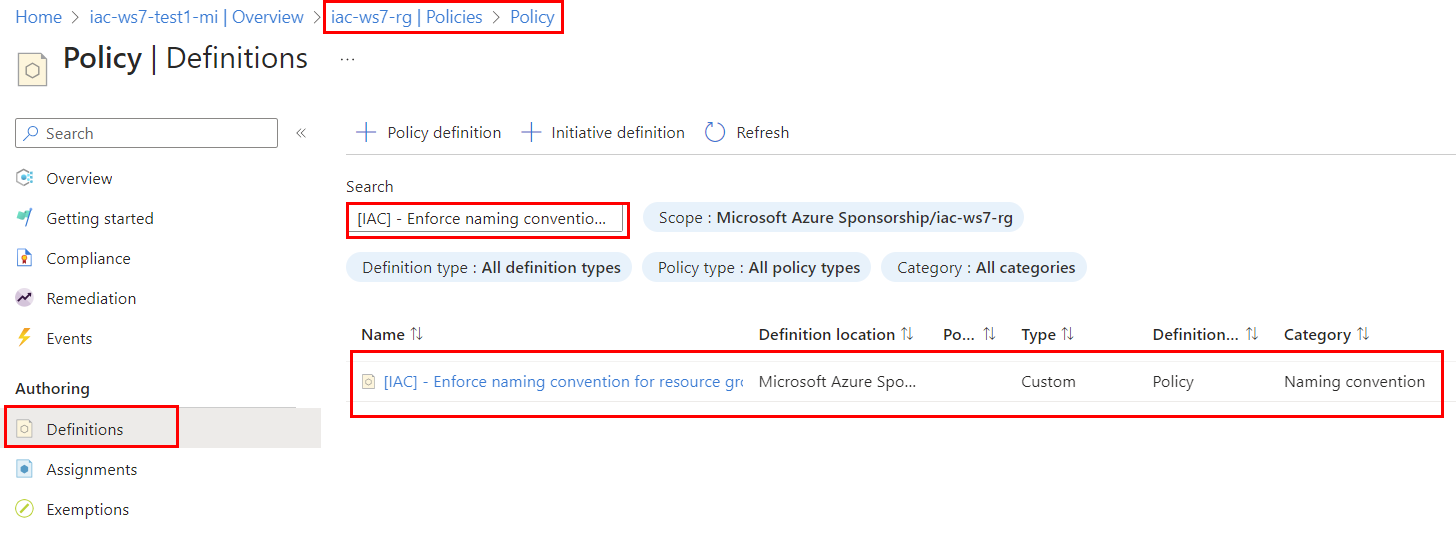 Home > iac-ws7-test1-mi | Overview > iac-ws7-rg | Policies > Policy
Policy | Definitions ...
Search «
Policy definition Initiative definition Refresh
Overview
Getting started
Compliance
Remediation
Events
Authoring
Definitions
Assignments
Exemptions
Search
[IAC] - Enforce naming conventio... Scope : Microsoft Azure Sponsorship/iac-ws7-rg
Definition type : All definition types Policy type : All policy types Category : All categories
Name Definition location Po... Type Definition... Category
[IAC] - Enforce naming convention for resource gro Microsoft Azure Spo... Custom Policy Naming convention